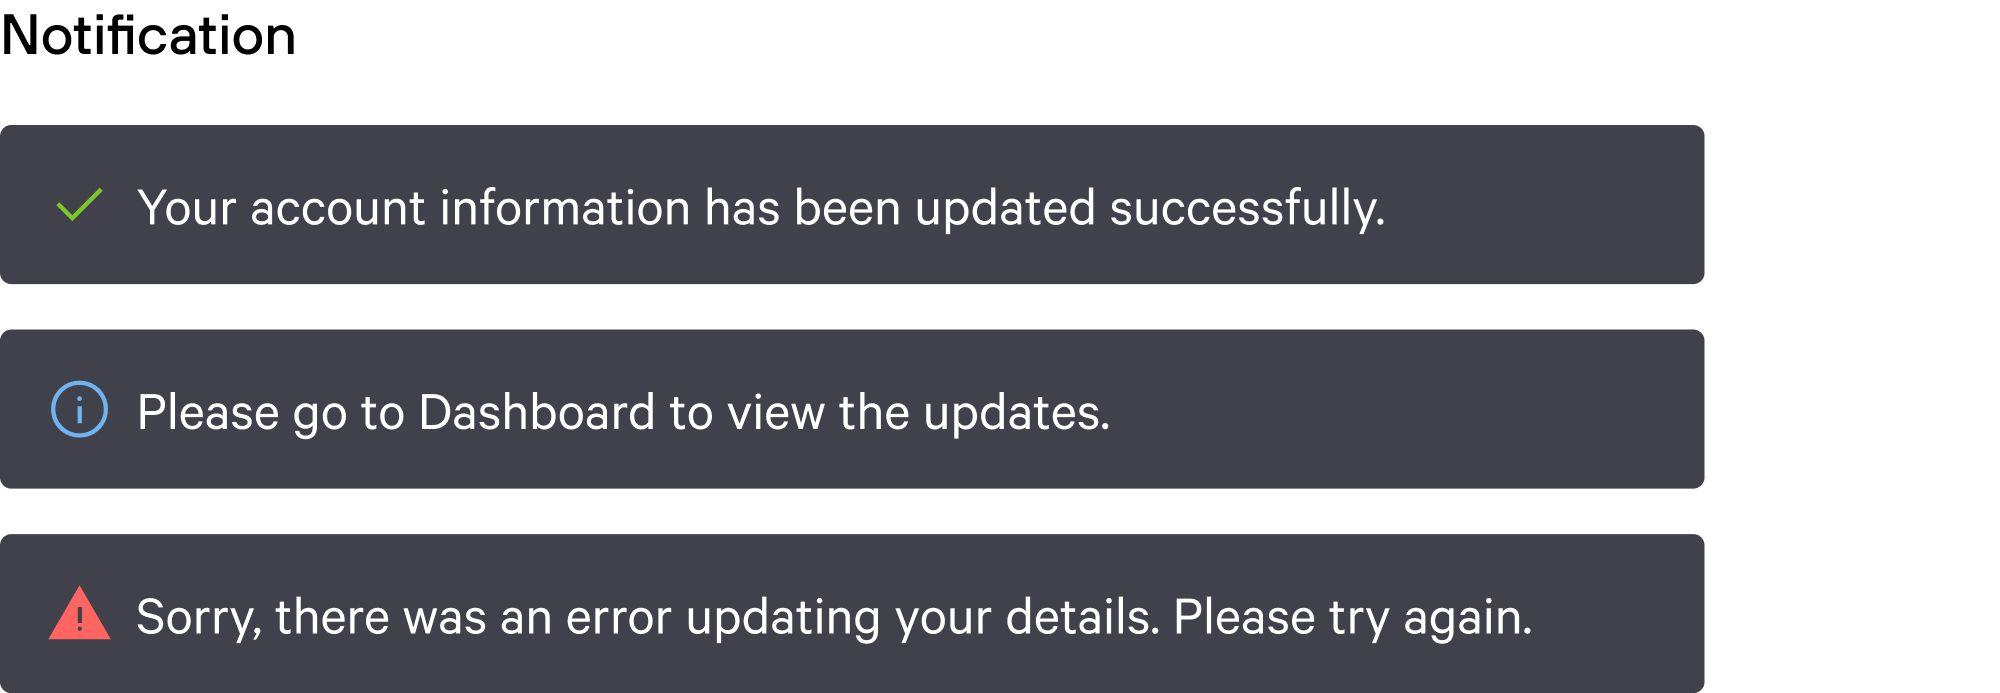 Notification
Your account information has been updated successfully.
Please go to Dashboard to view the updates.
Sorry, there was an error updating your details. Please try again.